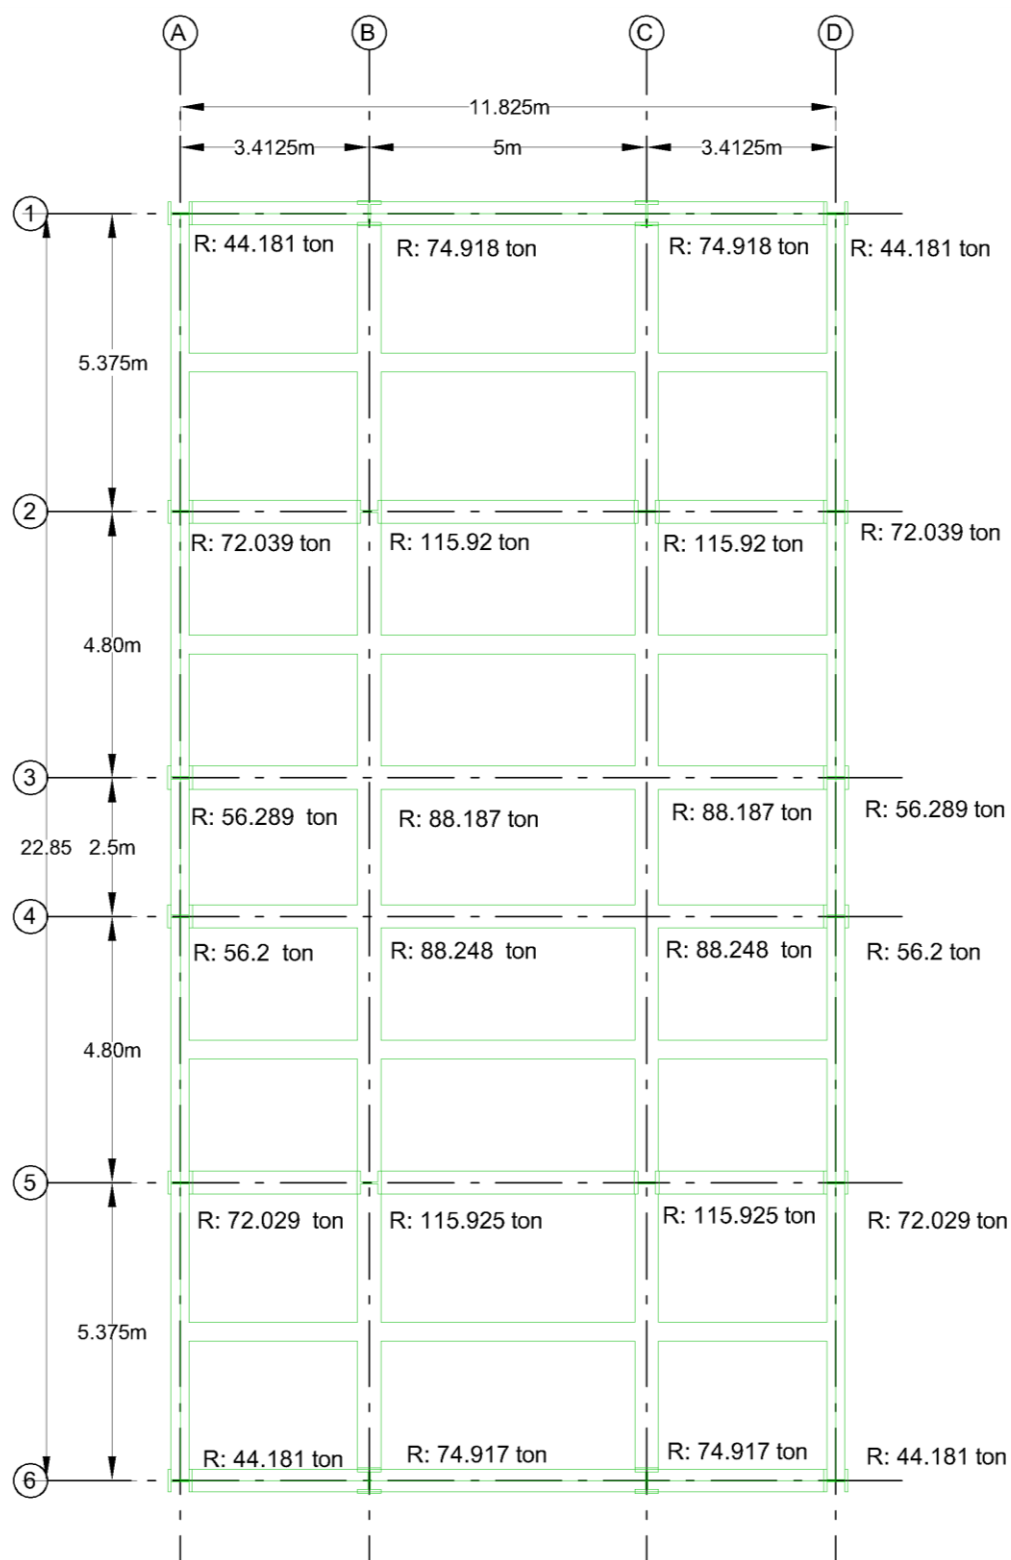 A B C D
11.825m
3.4125m 5m 3.4125m
1
R: 44.181 ton R: 74.918 ton R: 74.918 ton R: 44.181 ton
5.375m
2
R: 72.039 ton R: 115.92 ton R: 115.92 ton R: 72.039 ton
4.80m
3
R: 56.289 ton R: 88.187 ton R: 88.187 ton R: 56.289 ton
22.85 2.5m
4
R: 56.2 ton R: 88.248 ton R: 88.248 ton R: 56.2 ton
4.80m
5
R: 72.029 ton R: 115.925 ton R: 115.925 ton R: 72.029 ton
5.375m
R: 44.181 ton R: 74.917 ton R: 74.917 ton R: 44.181 ton
6